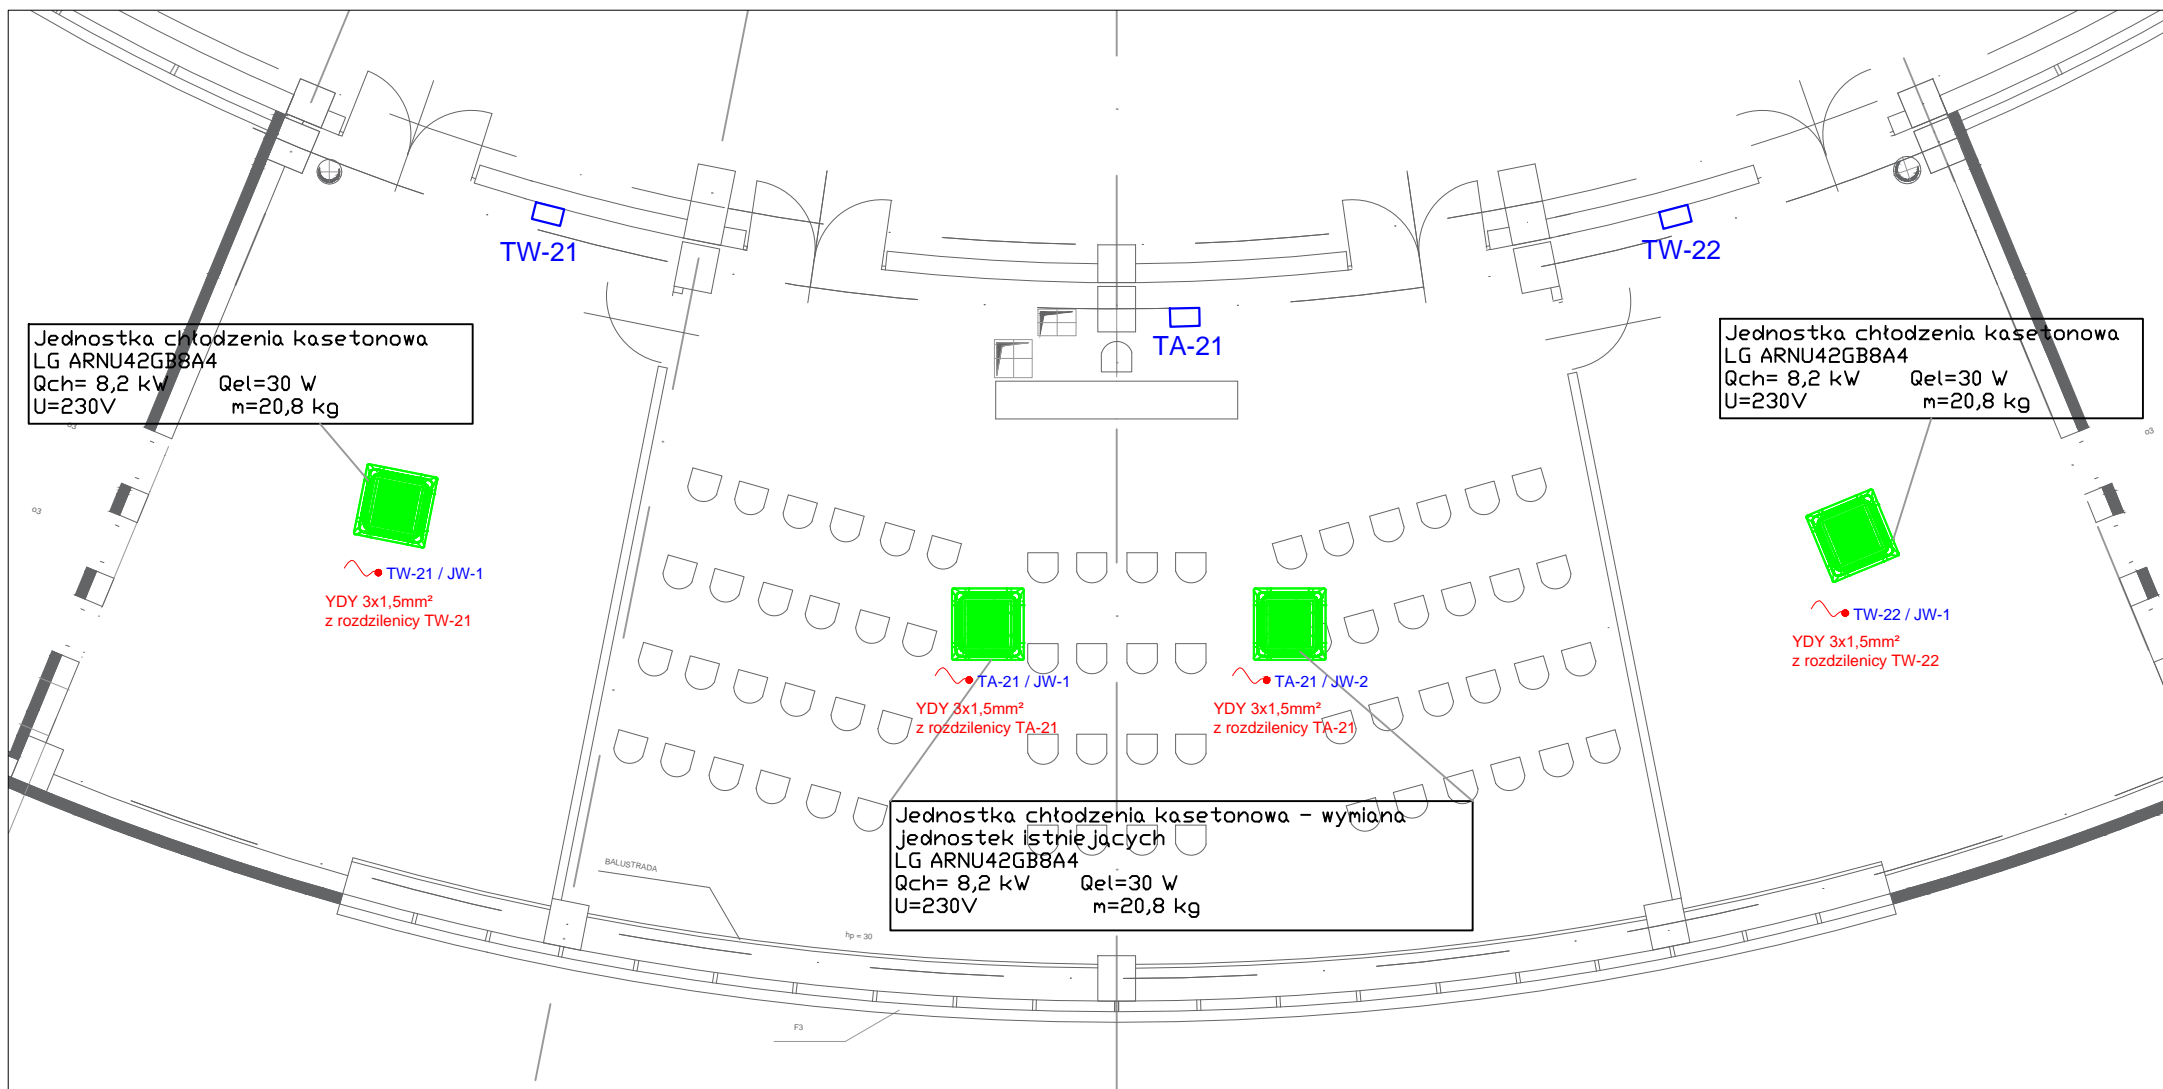 TW-21
TW-22
TA-21
Jednostka chłodzenia kasetonowa
LG ARNU42GB8A4
Qch= 8,2 kW Qel=30 W
U=230V m=20,8 kg
Jednostka chłodzenia kasetonowa
LG ARNU42GB8A4
Qch= 8,2 kW Qel=30 W
U=230V m=20,8 kg
o3
o3
o3
TW-21 / JW-1
YDY 3x1,5mm²
z rozdzilenicy TW-21
TW-22 / JW-1
YDY 3x1,5mm²
z rozdzilenicy TW-22
TA-21 / JW-1
YDY 3x1,5mm²
z rozdzilenicy TA-21
TA-21 / JW-2
YDY 3x1,5mm²
z rozdzilenicy TA-21
Jednostka chłodzenia kasetonowa - wymiana
jednostek istniejących
LG ARNU42GB8A4
Qch= 8,2 kW Qel=30 W
U=230V m=20,8 kg
BALUSTRADA
hp = 30
F3